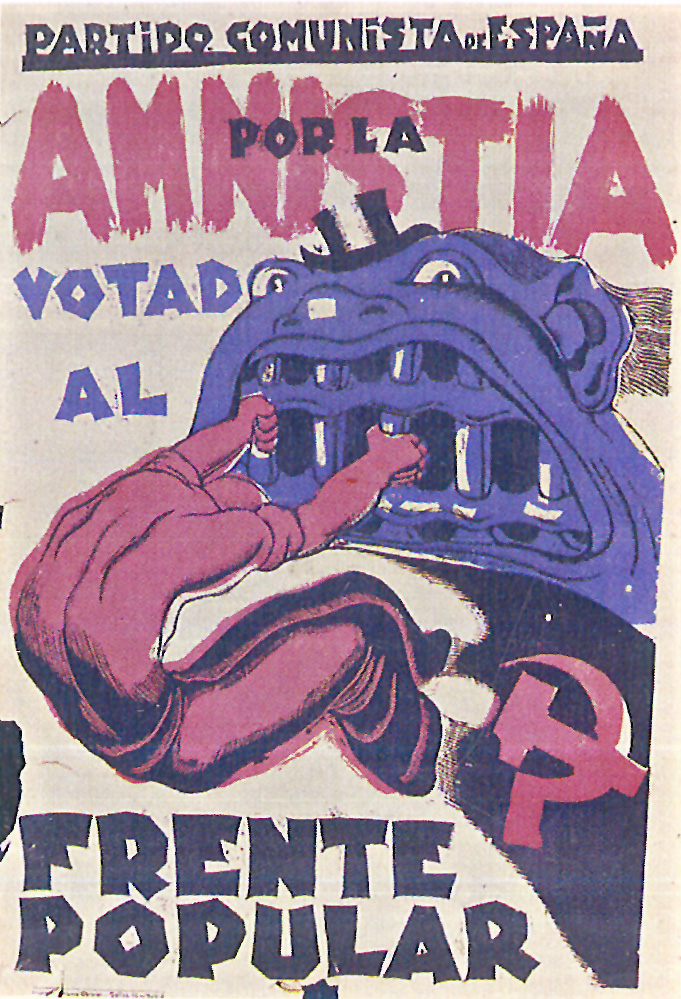 PARTIDO COMUNISTA DE ESPAÑA
POR LA
AMNISTIA
VOTAD
AL
FRENTE
POPULAR